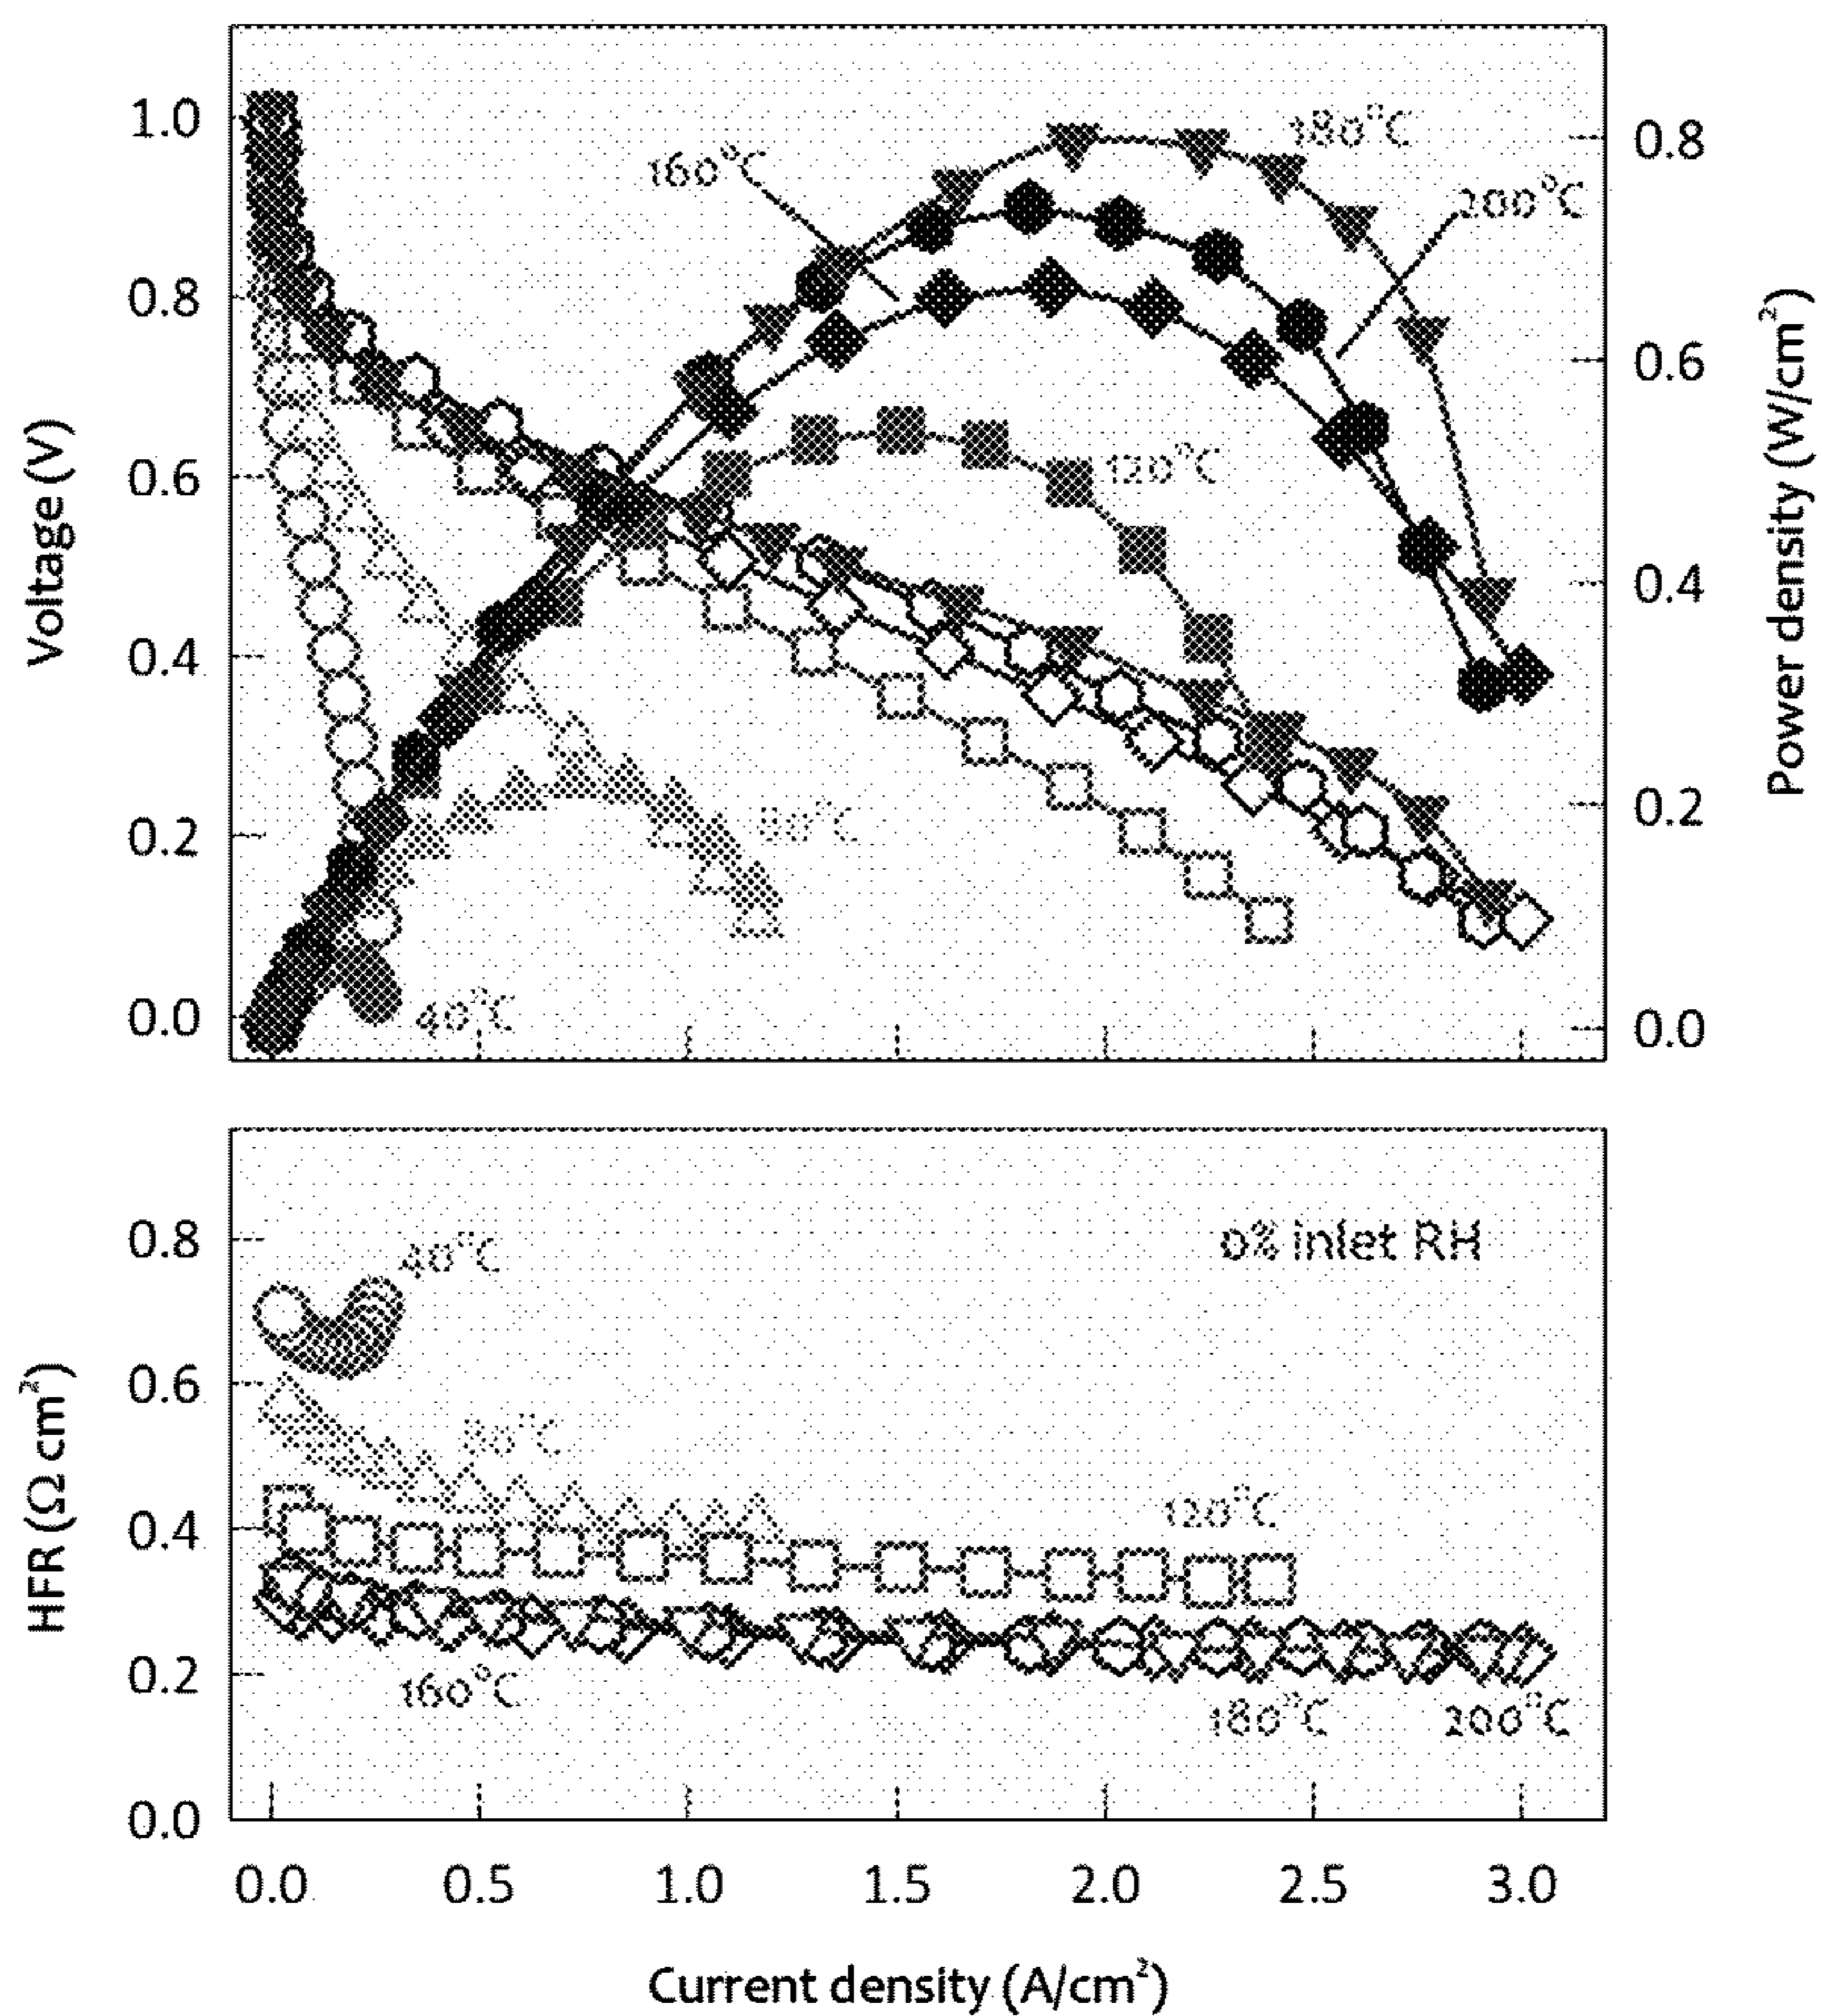 1.0
0.8
0.6
0.4
0.2
0.0
Voltage (V)
0.8
0.6
0.4
0.2
0.0
Power density (W/cm²)
160°C
180°C
200°C
120°C
80°C
40°C
0.8
0.6
0.4
0.2
0.0
HFR (Ω cm²)
0% inlet RH
40°C
80°C
120°C
160°C
180°C
200°C
0.0 0.5 1.0 1.5 2.0 2.5 3.0
Current density (A/cm²)